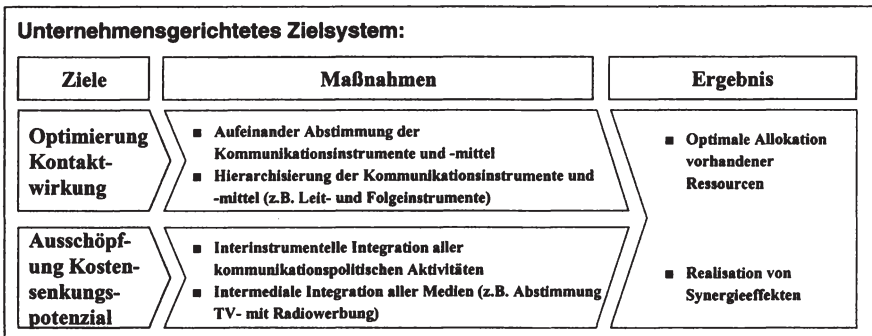 Unternehmensgerichtetes Zielsystem:
Ziele
Maßnahmen
Ergebnis
Optimierung
Kontakt-
wirkung
■ Aufeinander Abstimmung der
Kommunikationsinstrumente und -mittel
■ Hierarchisierung der Kommunikationsinstrumente und
-mittel (z.B. Leit- und Folgeinstrumente)
■ Optimale Allokation
vorhandener
Ressourcen
Ausschöpf-
ung Kosten-
senkungs-
potenzial
■ Interinstrumentelle Integration aller
kommunikationspolitischen Aktivitäten
■ Intermediale Integration aller Medien (z.B. Abstimmung
TV- mit Radiowerbung)
■ Realisation von
Synergieeffekten